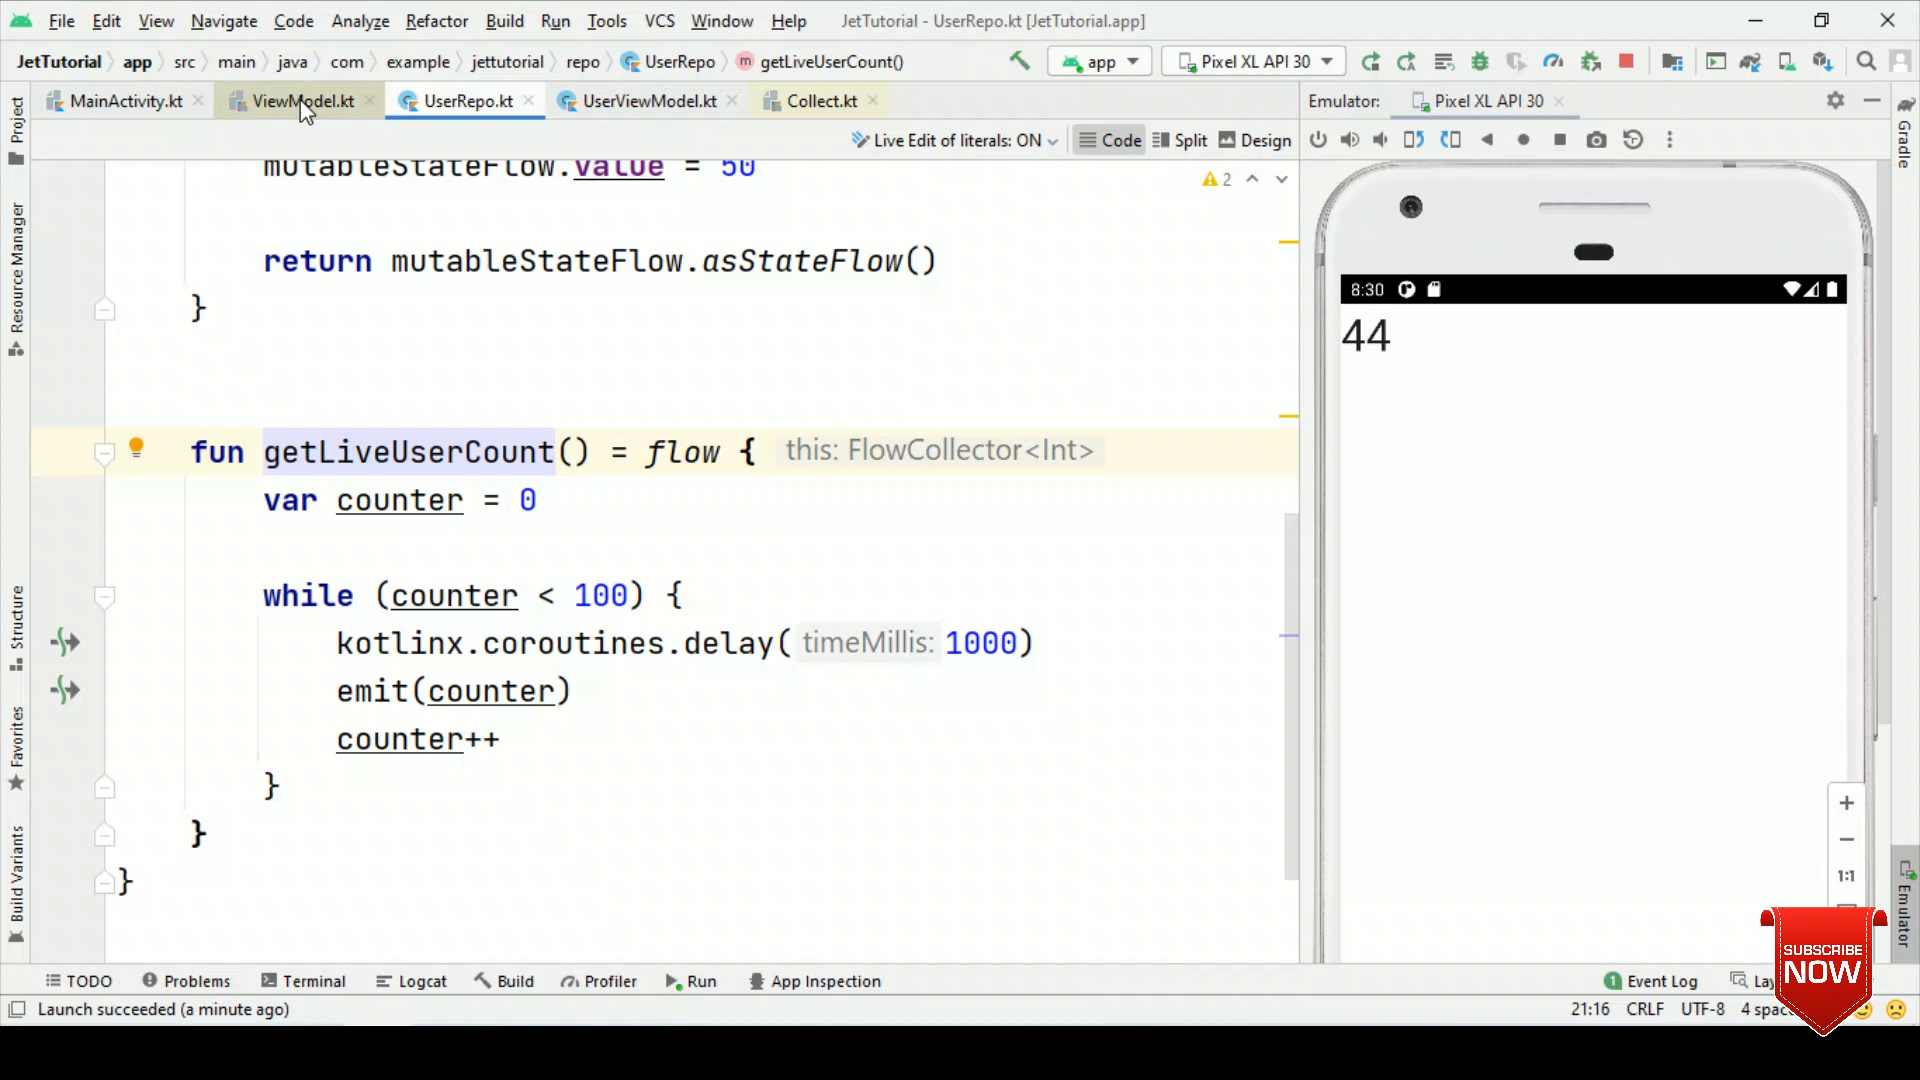 File Edit View Navigate Code Analyze Refactor Build Run Tools VCS Window Help JetTutorial - UserRepo.kt [JetTutorial.app]
JetTutorial app src main java com example jettutorial repo UserRepo m getLiveUserCount() app Pixel XL API 30
MainActivity.kt ViewModel.kt UserRepo.kt UserViewModel.kt Collect.kt Emulator: Pixel XL API 30
Live Edit of literals: ON Code Split Design
mutableStateFlow.value = 50
2
return mutableStateFlow.asStateFlow()
}
fun getLiveUserCount() = flow { this: FlowCollector<Int>
var counter = 0
while (counter < 100) {
kotlinx.coroutines.delay( timeMillis: 1000)
emit(counter)
counter++
}
}
}
8:30
44
+
−
1:1
Project
Resource Manager
Structure
Favorites
Build Variants
Gradle
Emulator
SUBSCRIBE
NOW
TODO Problems Terminal Logcat Build Profiler Run App Inspection 1 Event Log
Launch succeeded (a minute ago) 21:16 CRLF UTF-8